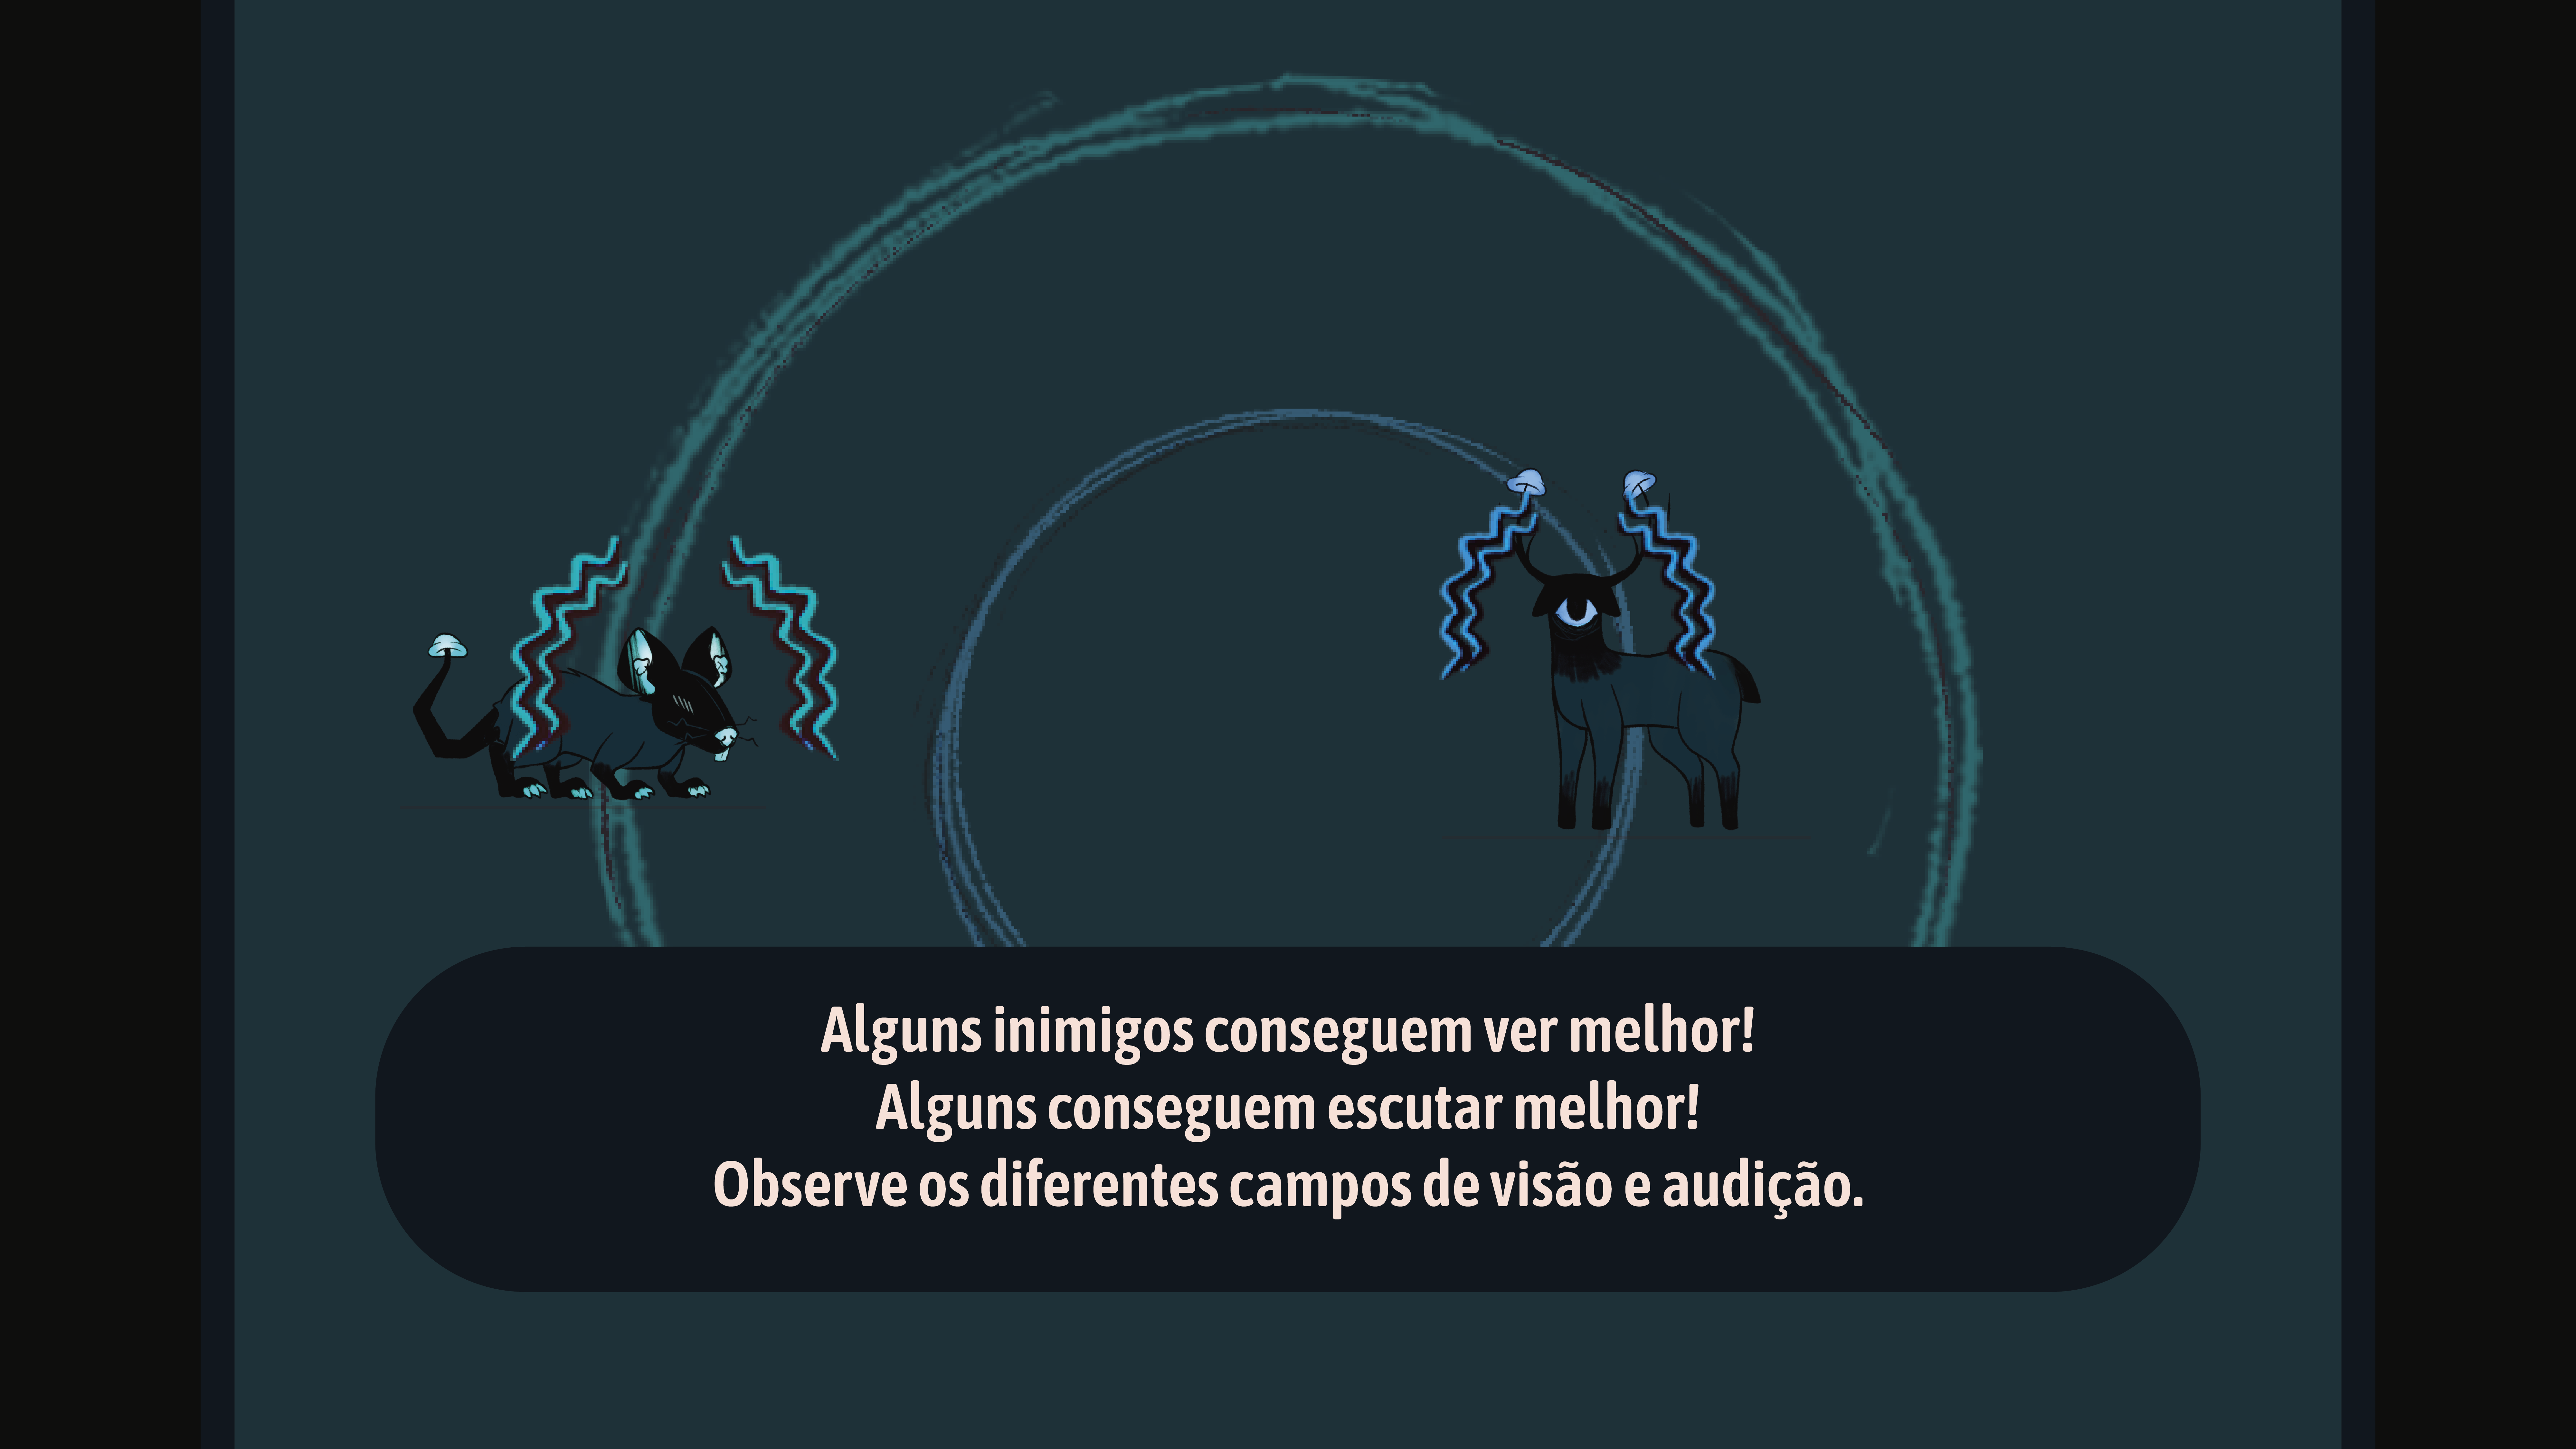 Alguns inimigos conseguem ver melhor!
Alguns conseguem escutar melhor!
Observe os diferentes campos de visão e audição.